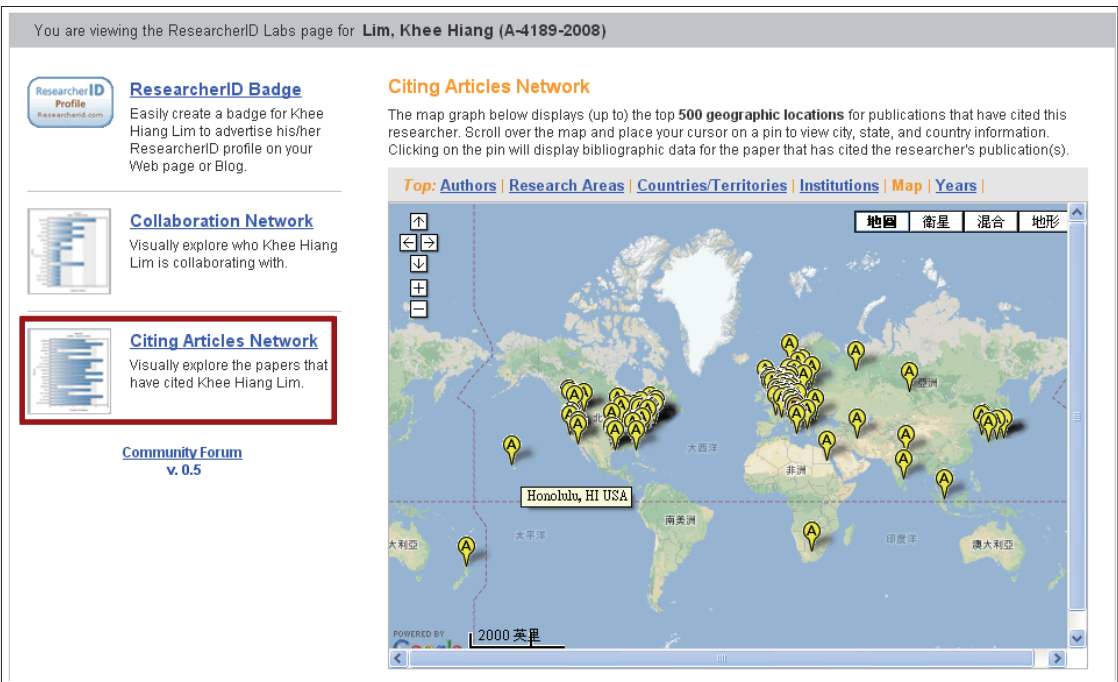 You are viewing the ResearcherID Labs page for Lim, Khee Hiang (A-4189-2008)
ResearcherID
Profile
Researcherid.com
ResearcherID Badge
Easily create a badge for Khee
Hiang Lim to advertise his/her
ResearcherID profile on your
Web page or Blog.
Collaboration Network
Visually explore who Khee Hiang
Lim is collaborating with.
Citing Articles Network
Visually explore the papers that
have cited Khee Hiang Lim.
Community Forum
v. 0.5
Citing Articles Network
The map graph below displays (up to) the top 500 geographic locations for publications that have cited this
researcher. Scroll over the map and place your cursor on a pin to view city, state, and country information.
Clicking on the pin will display bibliographic data for the paper that has cited the researcher's publication(s).
Top: Authors | Research Areas | Countries/Territories | Institutions | Map | Years |
地圖 衛星 混合 地形
亞洲
北
大西洋
非洲
Honolulu, HI USA
南美洲
太平洋
印度洋
大利亞
澳大利亞
POWERED BY
Google
2000 英里